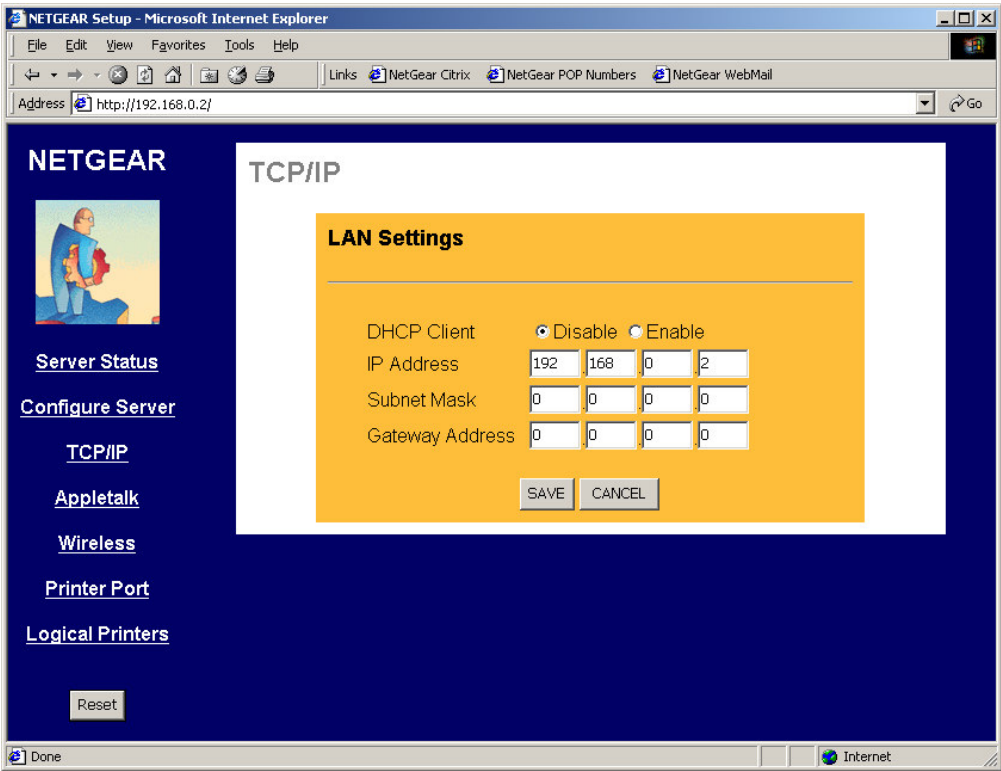 NETGEAR Setup - Microsoft Internet Explorer
File Edit View Favorites Tools Help
Links NetGear Citrix NetGear POP Numbers NetGear WebMail
Address http://192.168.0.2/ Go
NETGEAR
Server Status
Configure Server
TCP/IP
Appletalk
Wireless
Printer Port
Logical Printers
Reset
TCP/IP
LAN Settings
DHCP Client Disable Enable
IP Address 192 . 168 . 0 . 2
Subnet Mask 0 . 0 . 0 . 0
Gateway Address 0 . 0 . 0 . 0
SAVE CANCEL
Done Internet